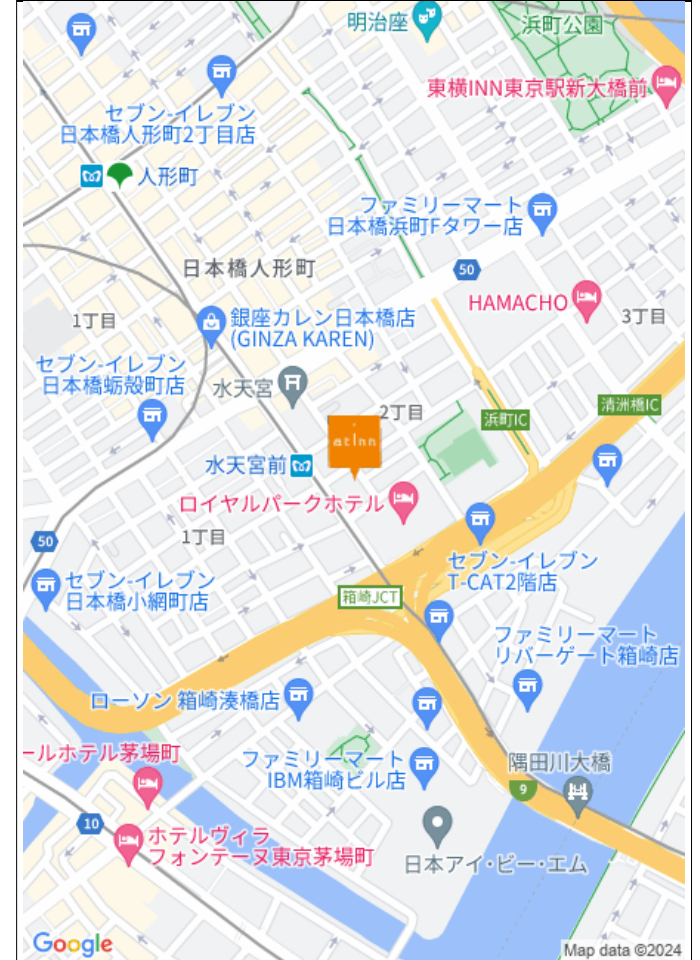 明治座
浜町公園
東横INN東京駅新大橋前
セブン-イレブン
日本橋人形町2丁目店
人形町
ファミリーマート
日本橋浜町Fタワー店
日本橋人形町
50
HAMACHO
1丁目
銀座カレン日本橋店
(GINZA KAREN)
3丁目
セブン-イレブン
日本橋蛎殻町店
水天宮
2丁目
浜町IC
清洲橋IC
atinn
水天宮前
ロイヤルパークホテル
1丁目
50
セブン-イレブン
T-CAT2階店
セブン-イレブン
日本橋小網町店
箱崎JCT
ファミリーマート
リバーゲート箱崎店
ローソン 箱崎湊橋店
ールホテル茅場町
ファミリーマート
IBM箱崎ビル店
隅田川大橋
9
10
ホテルヴィラ
フォンテーヌ東京茅場町
日本アイ・ビー・エム
Google
Map data ©2024